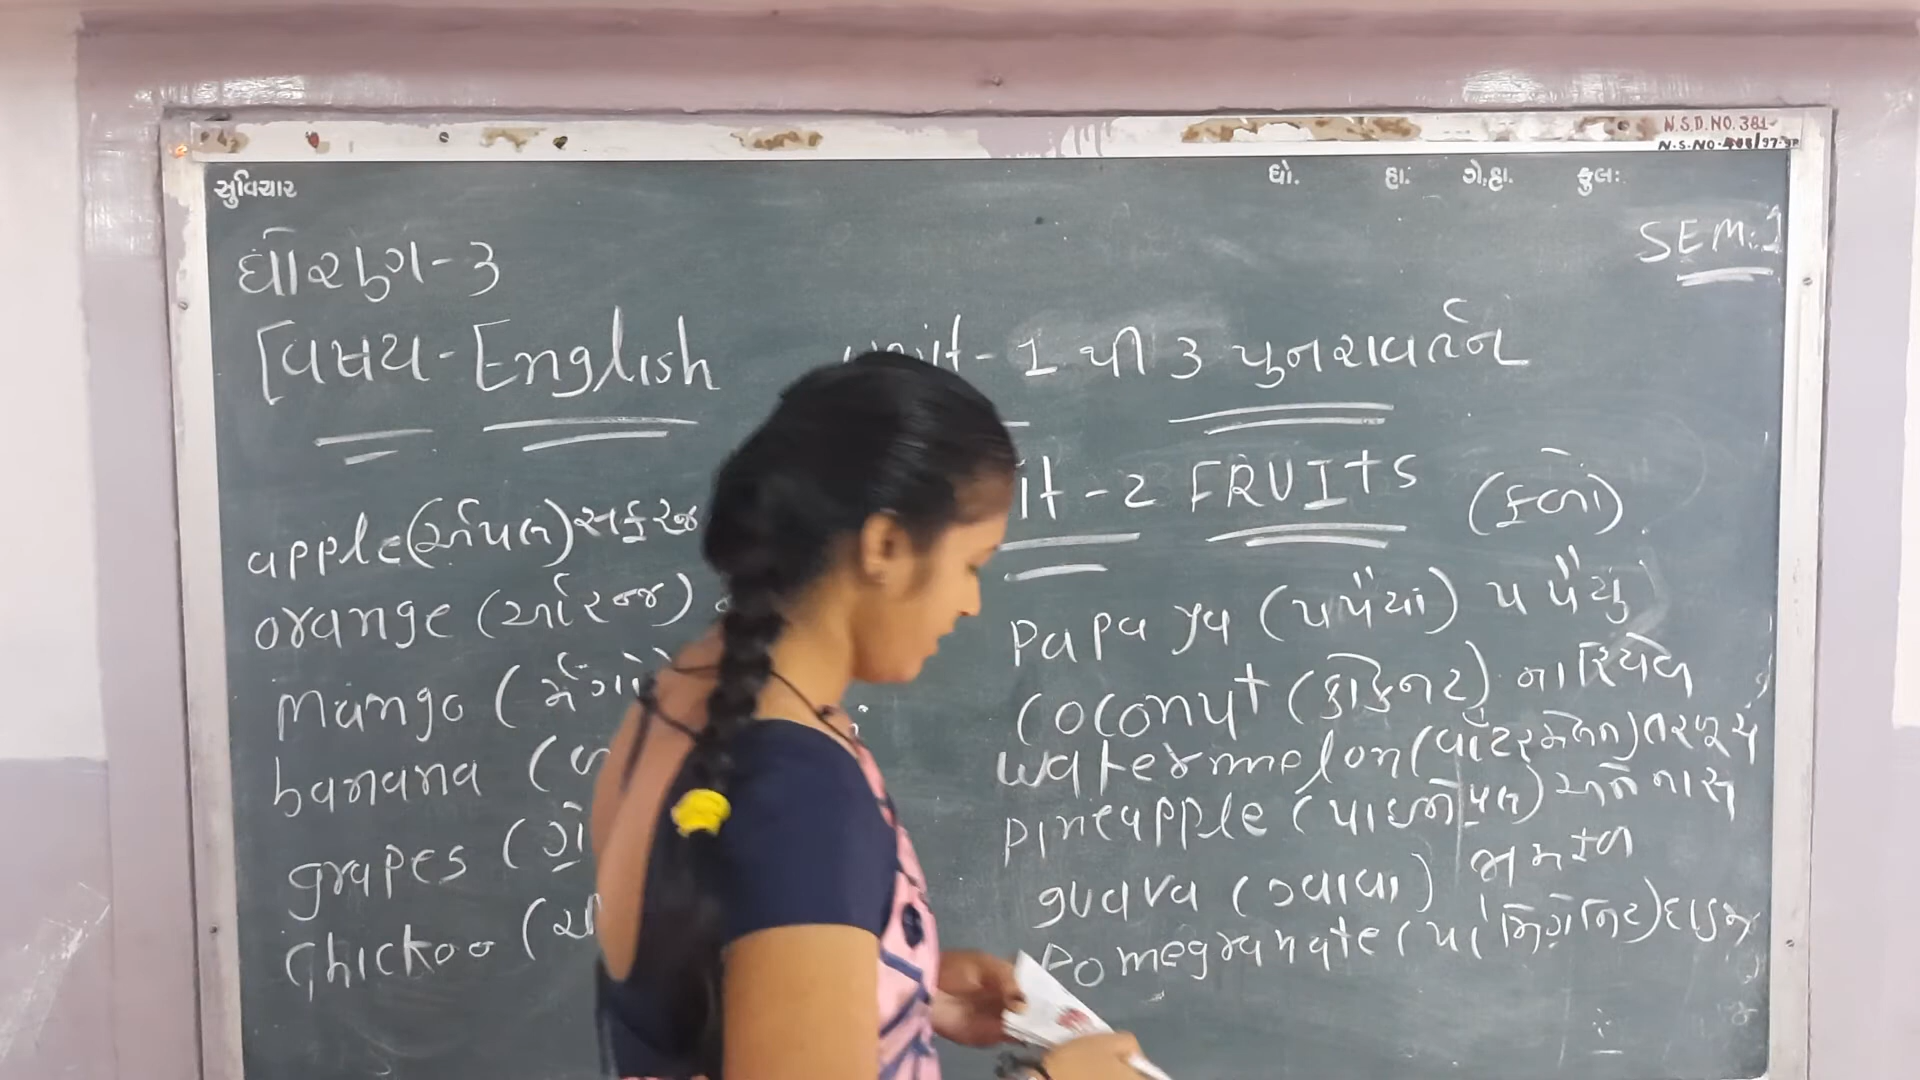 N.S.D.NO. 381-
સુવિચાર ધો. હા. ગે.હા. કુલઃ
SEM:1
ધોરણ-3
વિષય-English -1 થી 3 પુનરાવર્તન
-2 FRUITS (ફળો)
apple(એપલ)સફરજ
orange (ઓરેન્જ)
mango (મેંગો
banana (બ
grapes (ગ્રે
Chickoo (ચી
Papaya (પપૈયા) પપૈયું
Coconut (કોકેનટ) નારિયેલ
watermelon (વૉટરમેલન) તરબૂચ
pineapple (પાઇનેપલ) અનેનાસ
guava (ગ્વાવા) જામફળ
Pomegranate (પોમેગ્રેનેટ) દાડમ